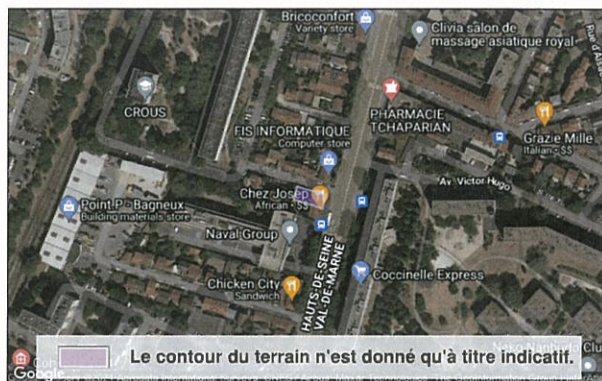 Bricoconfort
Variety store
Clivia salon de
massage asiatique royal
Rue d'Alsa
CROUS
PHARMACIE
TCHAPARIAN
FIS INFORMATIQUE
Computer store
Grazie Mille
Italian • $$
Av. Victor Hugo
Chez Josep
African • $$
Point.P - Bagneux
Building materials store
Naval Group
HAUTS-DE-SEINE
VAL-DE-MARNE
Coccinelle Express
Chicken City
Sandwich
Le contour du terrain n'est donné qu'à titre indicatif.
Google